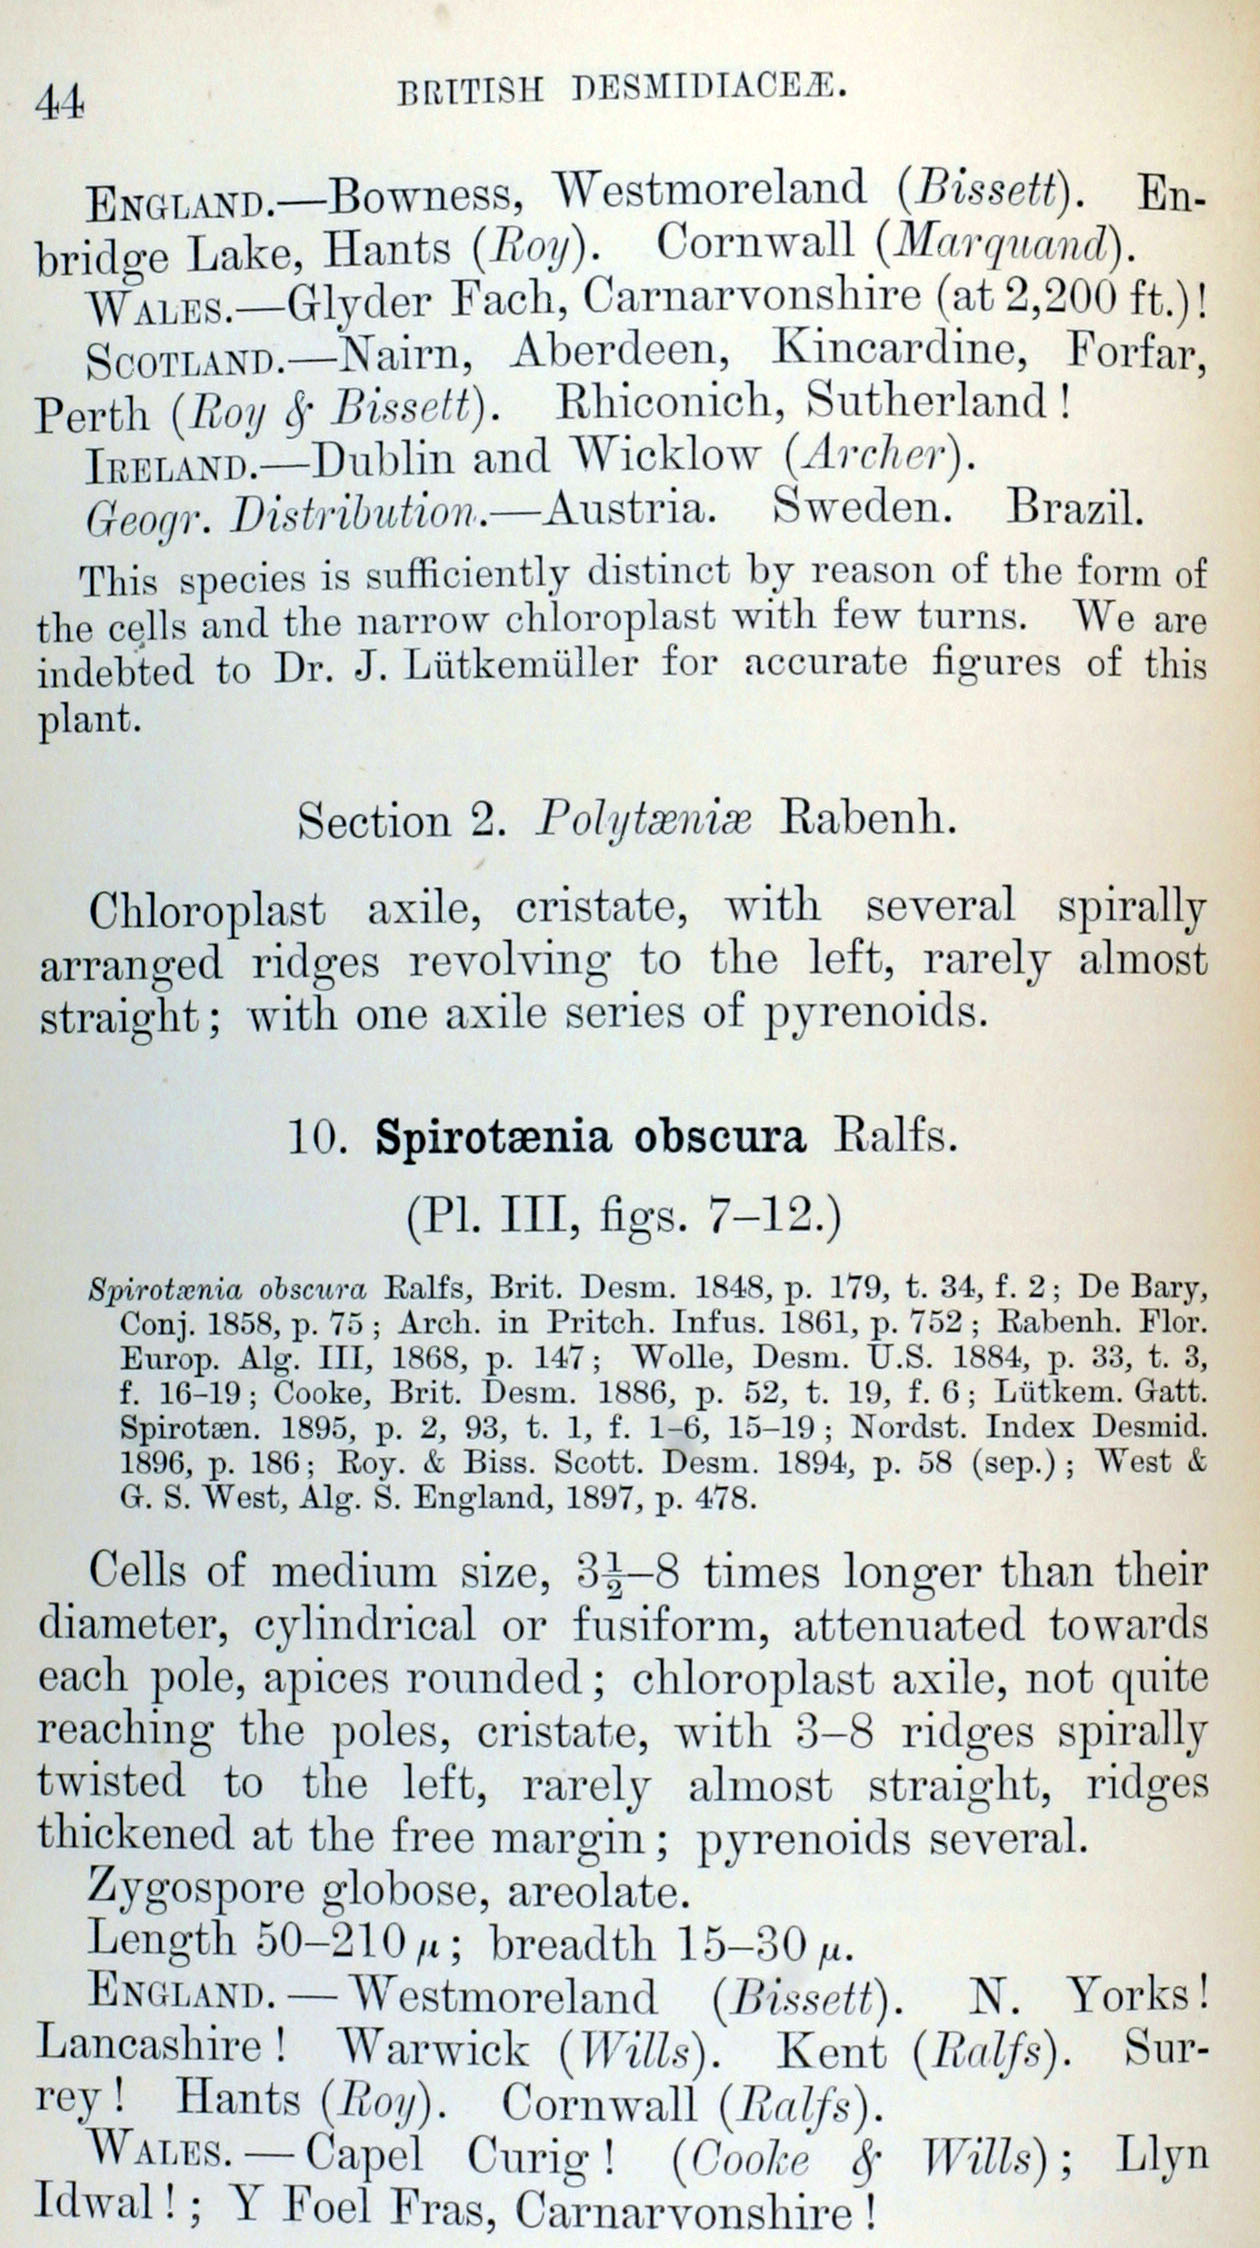 44
BRITISH DESMIDIACEÆ.
ENGLAND.—Bowness, Westmoreland (Bissett). En-
bridge Lake, Hants (Roy). Cornwall (Marquand).
WALES.—Glyder Fach, Carnarvonshire (at 2,200 ft.)!
SCOTLAND.—Nairn, Aberdeen, Kincardine, Forfar,
Perth (Roy & Bissett). Rhiconich, Sutherland!
IRELAND.—Dublin and Wicklow (Archer).
Geogr. Distribution.—Austria. Sweden. Brazil.
This species is sufficiently distinct by reason of the form of
the cells and the narrow chloroplast with few turns. We are
indebted to Dr. J. Lütkemüller for accurate figures of this
plant.
Section 2. Polytæniæ Rabenh.
Chloroplast axile, cristate, with several spirally
arranged ridges revolving to the left, rarely almost
straight; with one axile series of pyrenoids.
10. Spirotænia obscura Ralfs.
(Pl. III, figs. 7–12.)
Spirotænia obscura Ralfs, Brit. Desm. 1848, p. 179, t. 34, f. 2; De Bary,
Conj. 1858, p. 75; Arch. in Pritch. Infus. 1861, p. 752; Rabenh. Flor.
Europ. Alg. III, 1868, p. 147; Wolle, Desm. U.S. 1884, p. 33, t. 3,
f. 16–19; Cooke, Brit. Desm. 1886, p. 52, t. 19, f. 6; Lütkem. Gatt.
Spirotæn. 1895, p. 2, 93, t. 1, f. 1–6, 15–19; Nordst. Index Desmid.
1896, p. 186; Roy. & Biss. Scott. Desm. 1894, p. 58 (sep.); West &
G. S. West, Alg. S. England, 1897, p. 478.
Cells of medium size, 3½–8 times longer than their
diameter, cylindrical or fusiform, attenuated towards
each pole, apices rounded; chloroplast axile, not quite
reaching the poles, cristate, with 3–8 ridges spirally
twisted to the left, rarely almost straight, ridges
thickened at the free margin; pyrenoids several.
Zygospore globose, areolate.
Length 50–210 μ; breadth 15–30 μ.
ENGLAND.—Westmoreland (Bissett). N. Yorks!
Lancashire! Warwick (Wills). Kent (Ralfs). Sur-
rey! Hants (Roy). Cornwall (Ralfs).
WALES.—Capel Curig! (Cooke & Wills); Llyn
Idwal!; Y Foel Fras, Carnarvonshire!